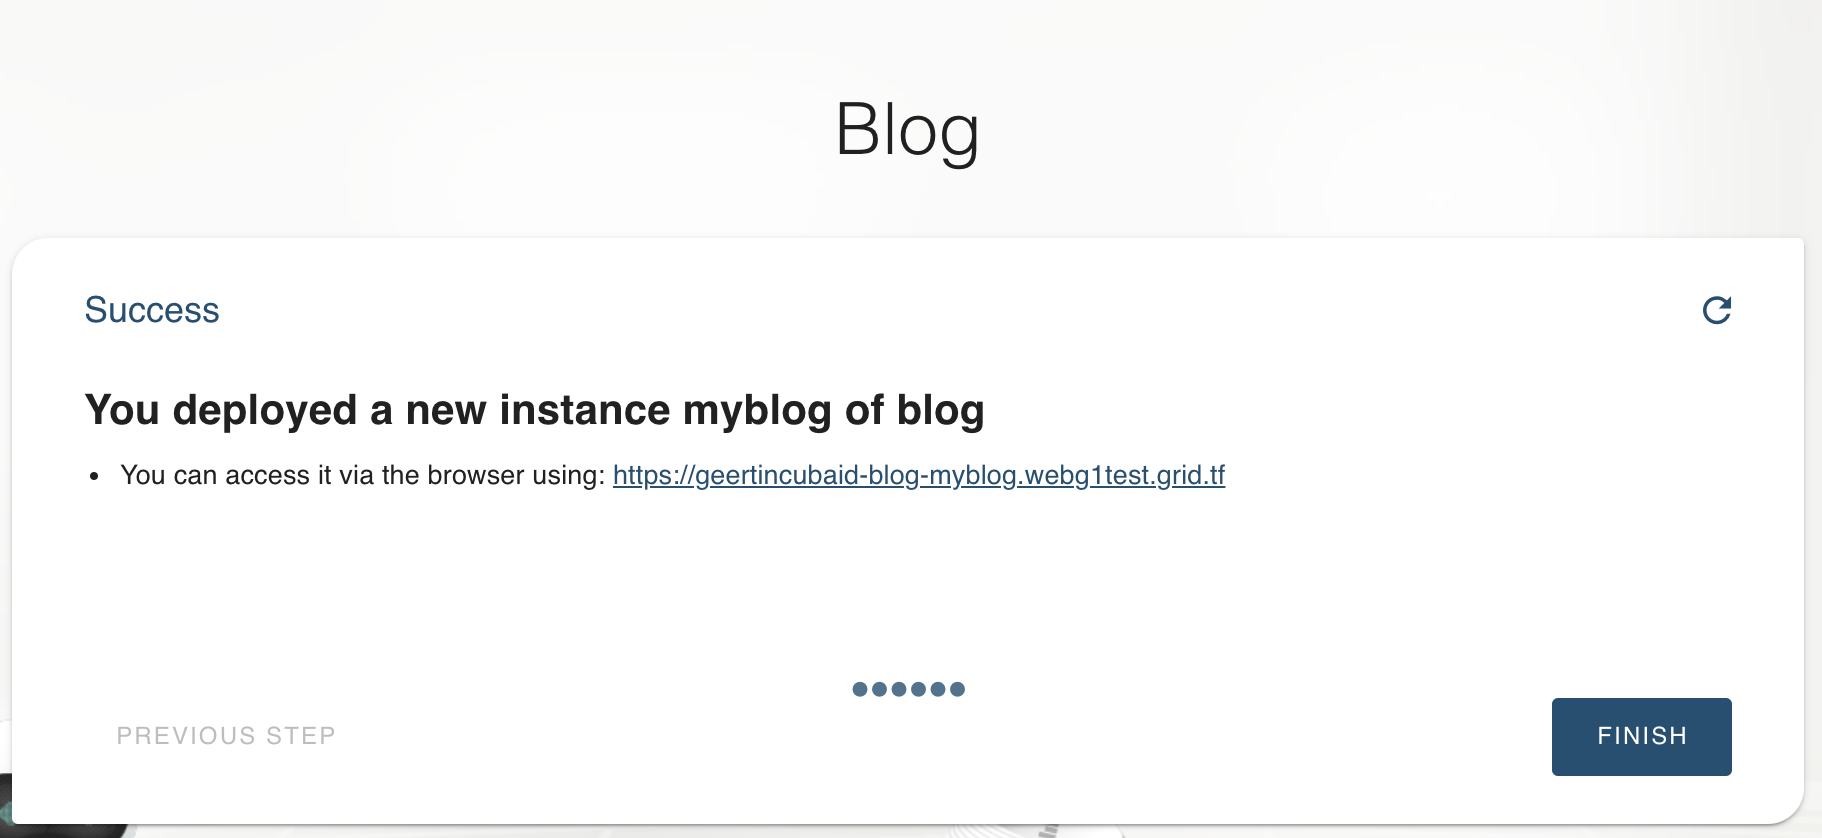 Blog
Success
You deployed a new instance myblog of blog
• You can access it via the browser using: https://geertincubaid-blog-myblog.webg1test.grid.tf
PREVIOUS STEP
FINISH